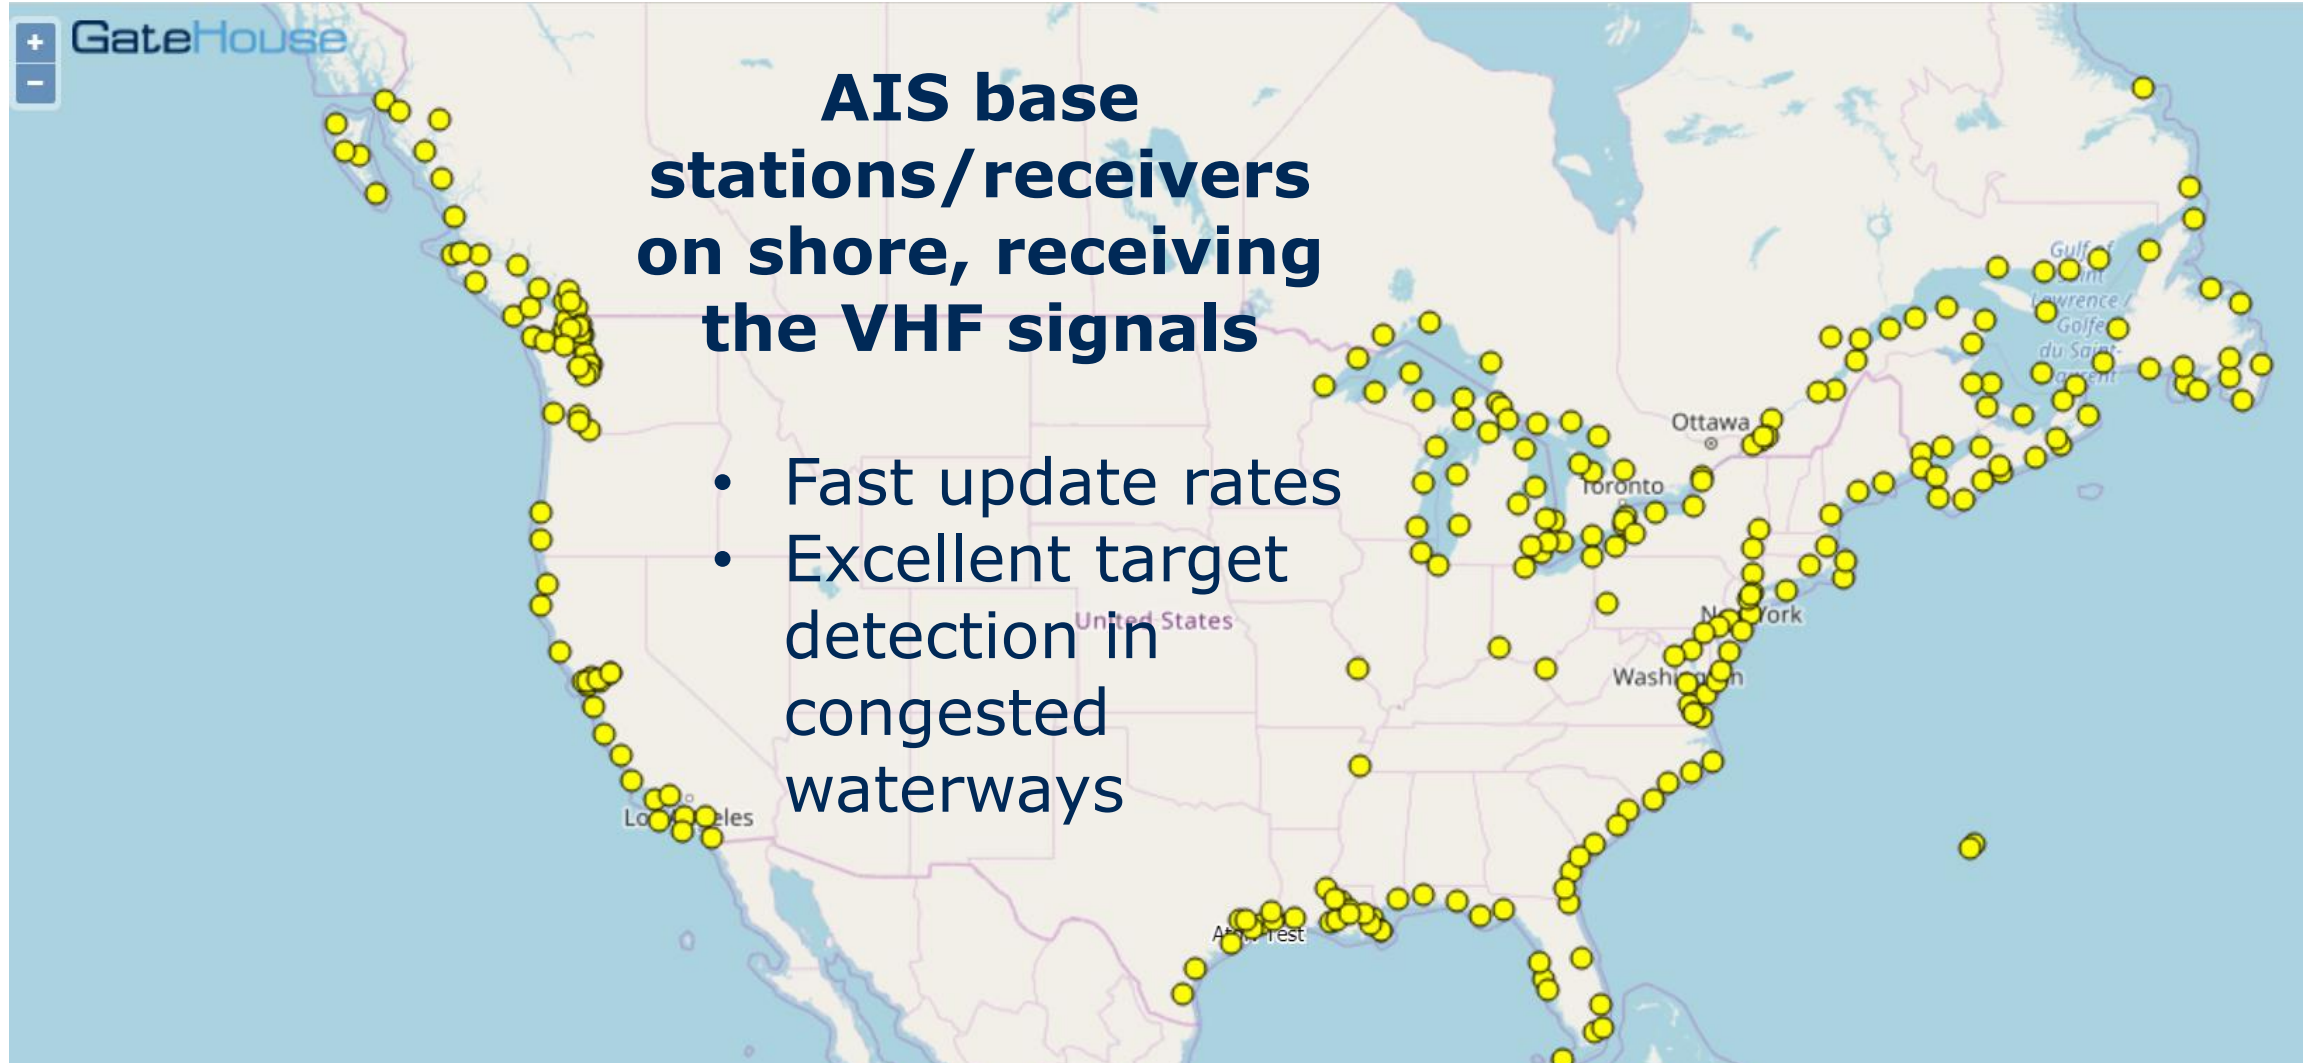 +
−
GateHouse
AIS base
stations/receivers
on shore, receiving
the VHF signals
• Fast update rates
• Excellent target
detection in
congested
waterways
Gulf of
Saint
Lawrence /
Golfe
du Saint-
Laurent
Ottawa
Toronto
United States
New York
Washington
Los Angeles
Test